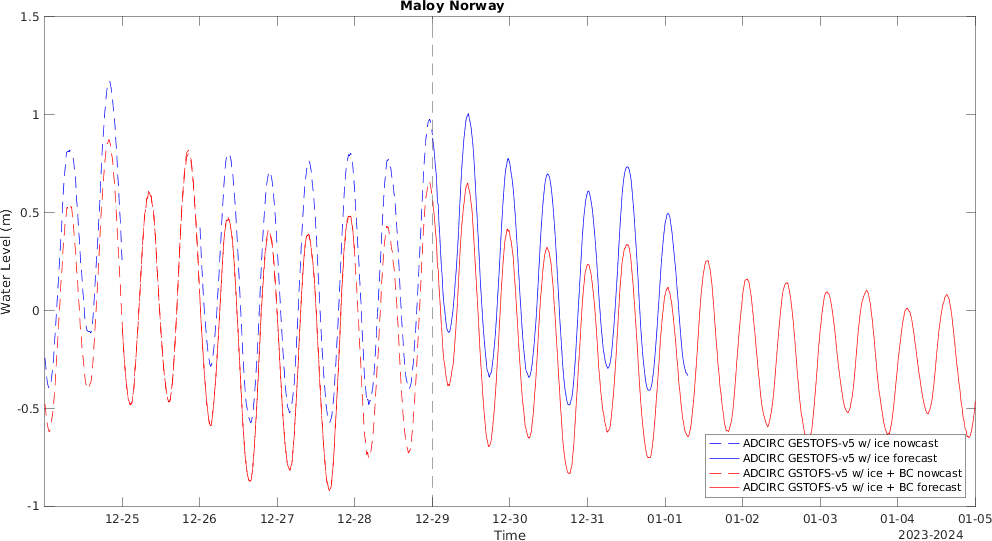 Maloy Norway
1.5
1
0.5
0
-0.5
-1
Water Level (m)
ADCIRC GESTOFS-v5 w/ ice nowcast
ADCIRC GESTOFS-v5 w/ ice forecast
ADCIRC GSTOFS-v5 w/ ice + BC nowcast
ADCIRC GSTOFS-v5 w/ ice + BC forecast
12-25 12-26 12-27 12-28 12-29 12-30 12-31 01-01 01-02 01-03 01-04 01-05
Time
2023-2024